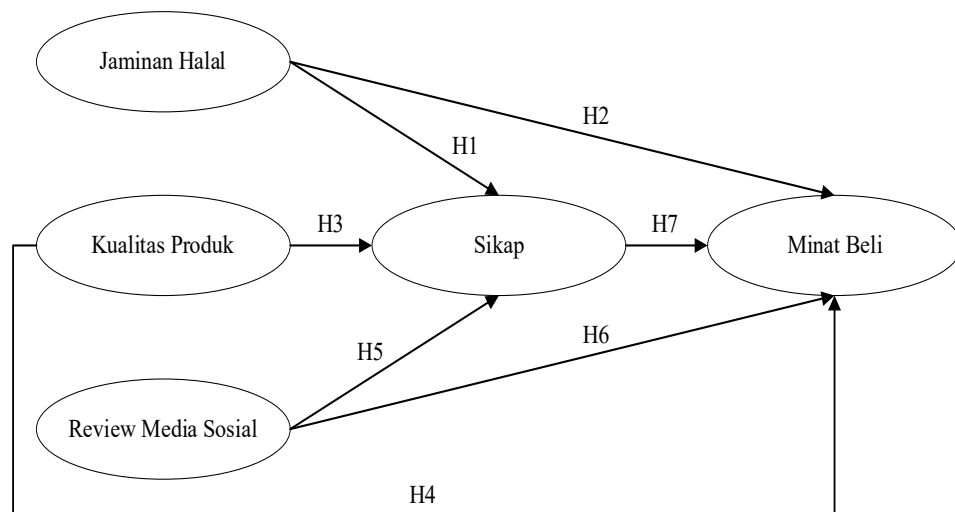 Jaminan Halal
H2
H1
Kualitas Produk
H3
Sikap
H7
Minat Beli
H5
H6
Review Media Sosial
H4